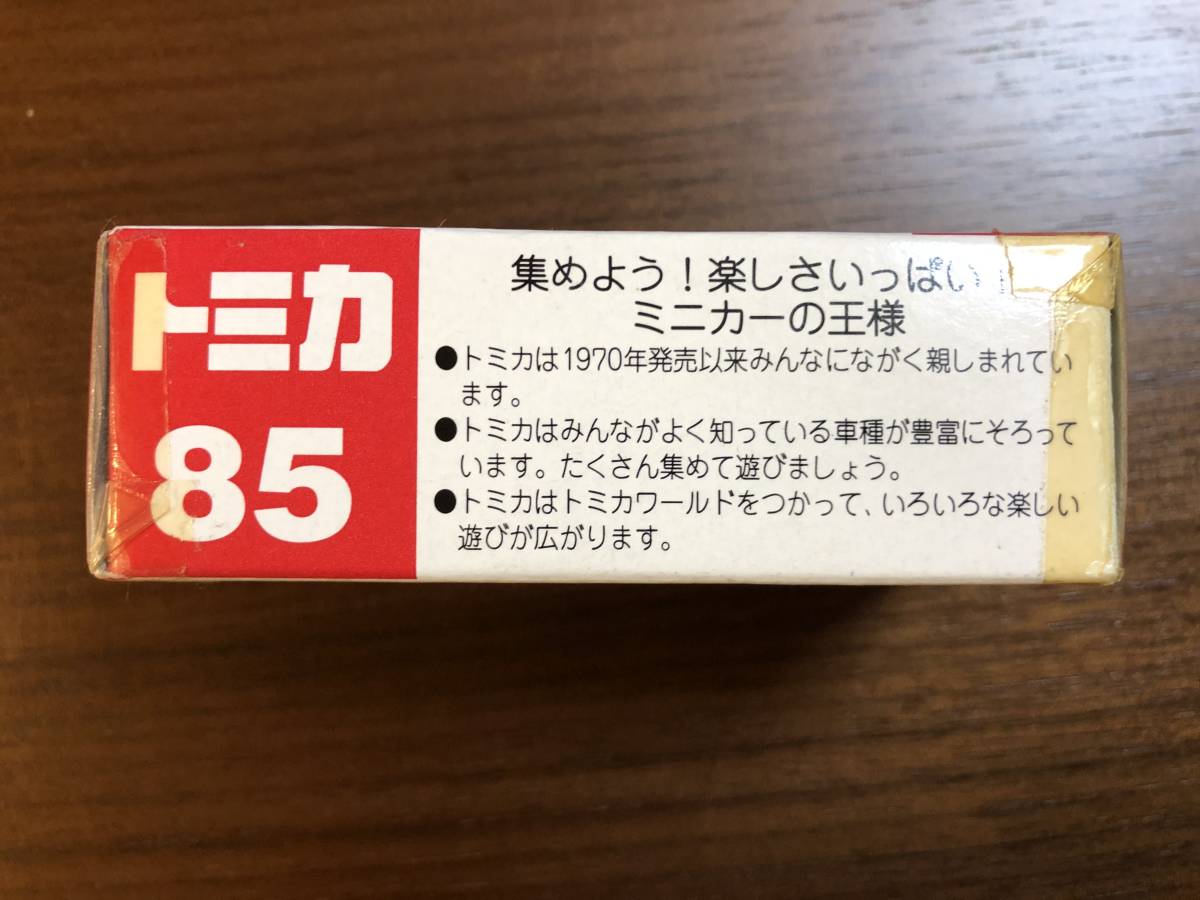 トミカ
85
集めよう!楽しさいっぱい!
ミニカーの王様
●トミカは1970年発売以来みんなにながく親しまれてい
ます。
●トミカはみんながよく知っている車種が豊富にそろって
います。たくさん集めて遊びましょう。
●トミカはトミカワールドをつかって、いろいろな楽しい
遊びが広がります。